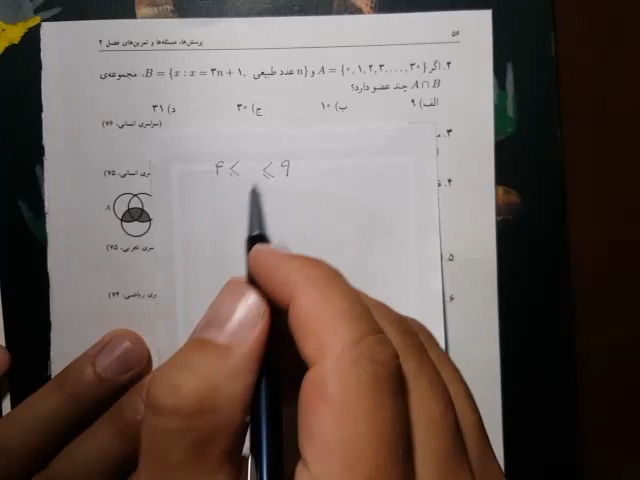 ۵۶ پرسش‌ها، مسئله‌ها و تمرین‌های فصل ۲
۲. اگر A = {۰, ۱, ۲, ۳, ..., ۳۰} و {n عدد طبیعی, B = {x : x = ۳n + ۱، مجموعه‌ی
A ∩ B چند عضو دارد؟
الف) ۹ ب) ۱۰ ج) ۳۰ د) ۳۱
(سراسری انسانی، ۷۶)
۳.
۴ ⩽ ⩽ ۹
ری انسانی، ۷۵)
۴.
A
سری تجربی، ۷۵)
۵.
ری ریاضی، ۷۴)
۶.